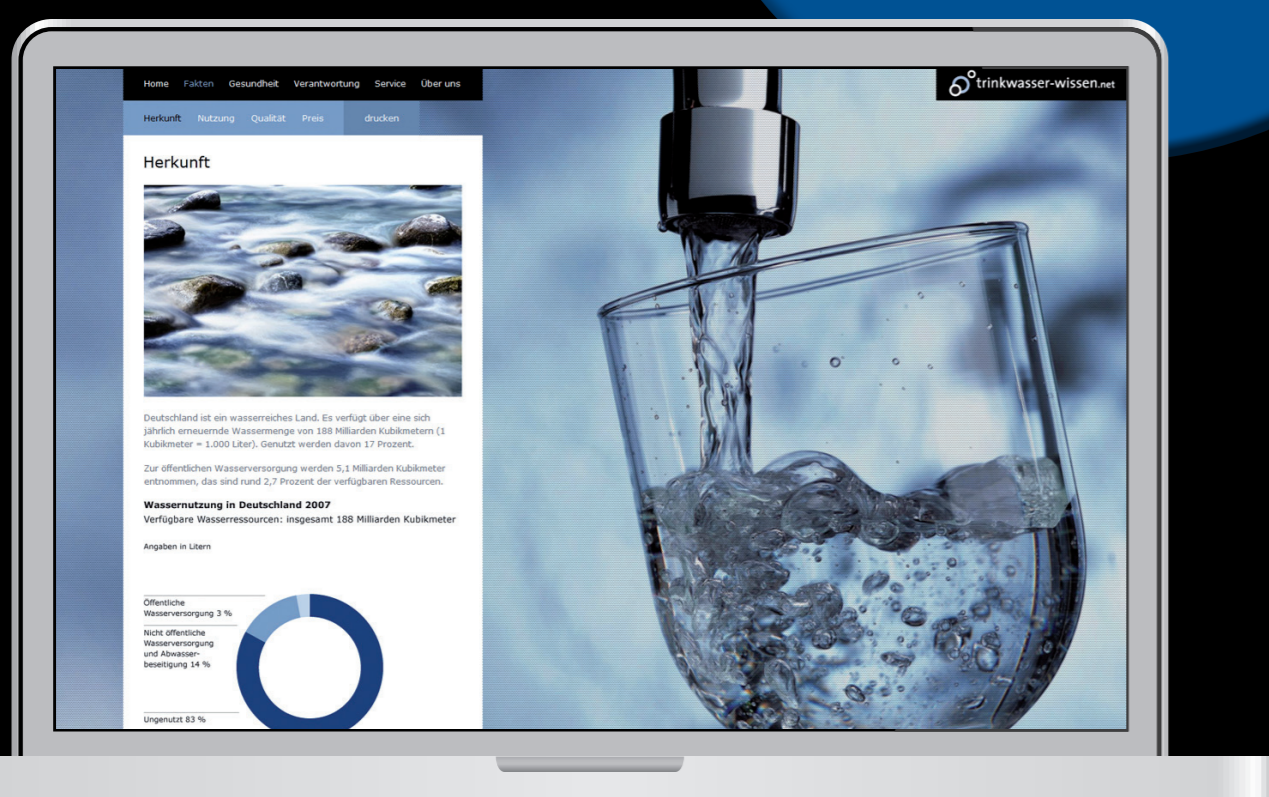 Home Fakten Gesundheit Verantwortung Service Über uns
trinkwasser-wissen.net
Herkunft Nutzung Qualität Preis drucken
Herkunft
Deutschland ist ein wasserreiches Land. Es verfügt über eine sich
jährlich erneuernde Wassermenge von 188 Milliarden Kubikmetern (1
Kubikmeter = 1.000 Liter). Genutzt werden davon 17 Prozent.
Zur öffentlichen Wasserversorgung werden 5,1 Milliarden Kubikmeter
entnommen, das sind rund 2,7 Prozent der verfügbaren Ressourcen.
Wassernutzung in Deutschland 2007
Verfügbare Wasserressourcen: insgesamt 188 Milliarden Kubikmeter
Angaben in Litern
Öffentliche
Wasserversorgung 3 %
Nicht öffentliche
Wasserversorgung
und Abwasser-
beseitigung 14 %
Ungenutzt 83 %